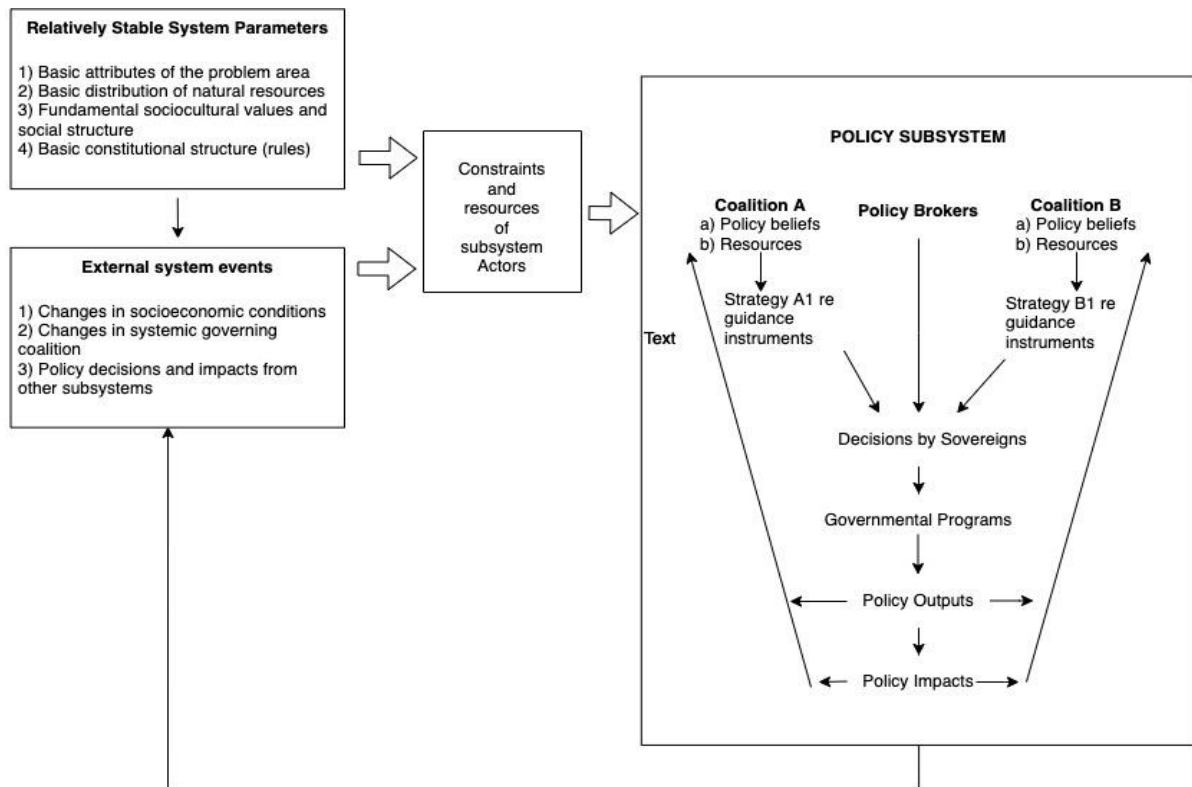 Relatively Stable System Parameters
1) Basic attributes of the problem area
2) Basic distribution of natural resources
3) Fundamental sociocultural values and
social structure
4) Basic constitutional structure (rules)
External system events
1) Changes in socioeconomic conditions
2) Changes in systemic governing
coalition
3) Policy decisions and impacts from
other subsystems
Constraints
and
resources
of
subsystem
Actors
POLICY SUBSYSTEM
Coalition A
a) Policy beliefs
b) Resources
Policy Brokers
Coalition B
a) Policy beliefs
b) Resources
Strategy A1 re
guidance
instruments
Strategy B1 re
guidance
instruments
Text
Decisions by Sovereigns
Governmental Programs
Policy Outputs
Policy Impacts